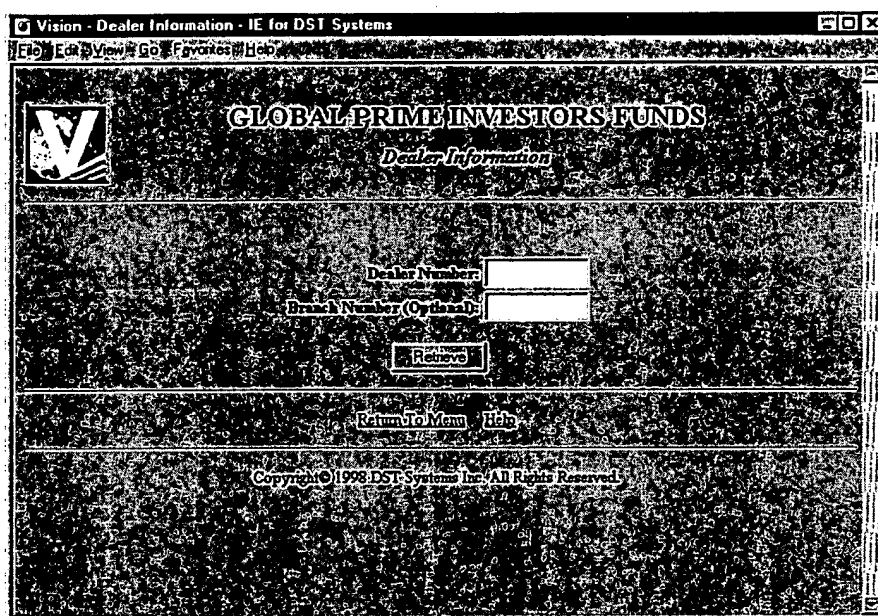 Vision - Dealer Information - IE for DST Systems
File Edit View Go Favorites Help
V
GLOBAL PRIME INVESTORS FUNDS
Dealer Information
Dealer Number:
Branch Number (Optional):
Retrieve
Return To Menu Help
Copyright© 1998 DST Systems Inc. All Rights Reserved.